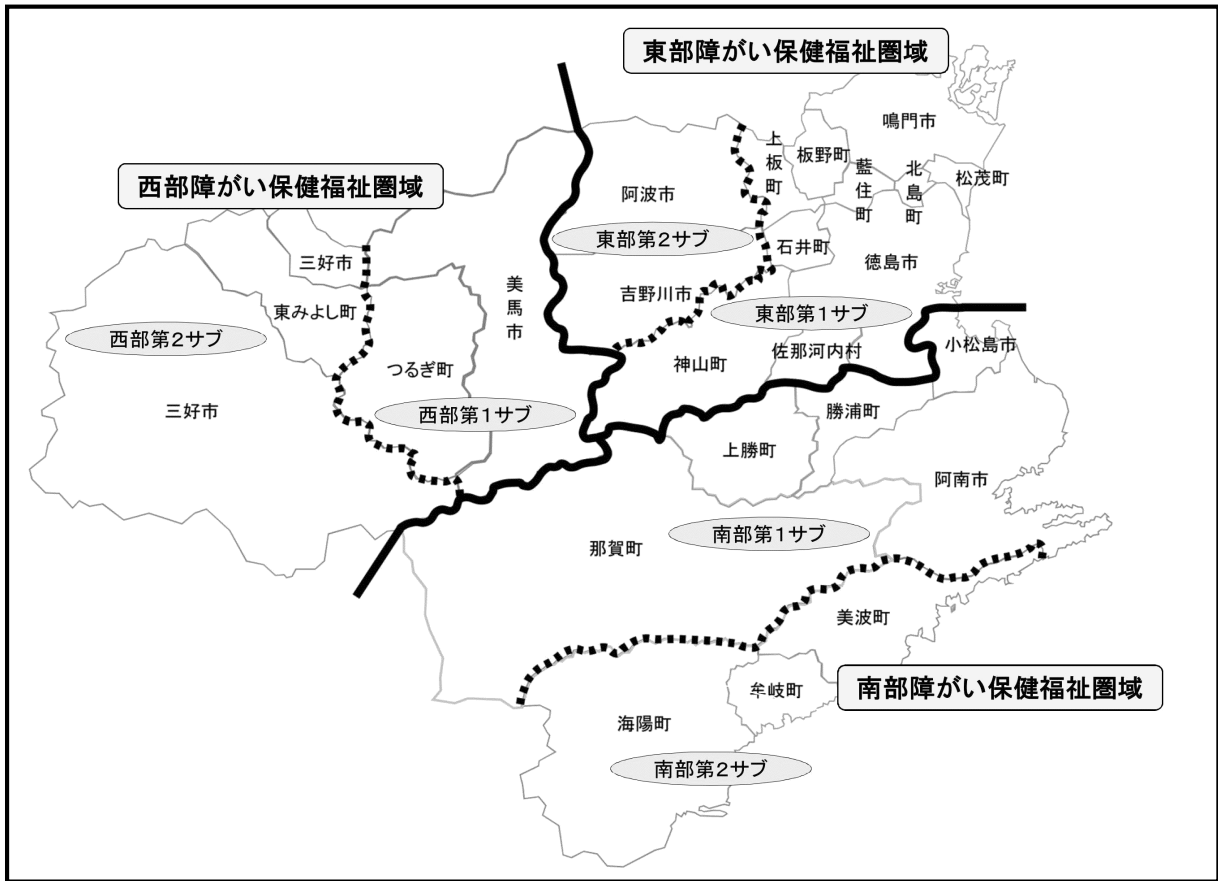 東部障がい保健福祉圏域
鳴門市
上板町
板野町
藍住町
北島町
松茂町
西部障がい保健福祉圏域
阿波市
東部第2サブ
石井町
徳島市
三好市
美馬市
吉野川市
東みよし町
東部第1サブ
西部第2サブ
小松島市
佐那河内村
神山町
つるぎ町
三好市
西部第1サブ
勝浦町
上勝町
阿南市
南部第1サブ
那賀町
美波町
南部障がい保健福祉圏域
牟岐町
海陽町
南部第2サブ